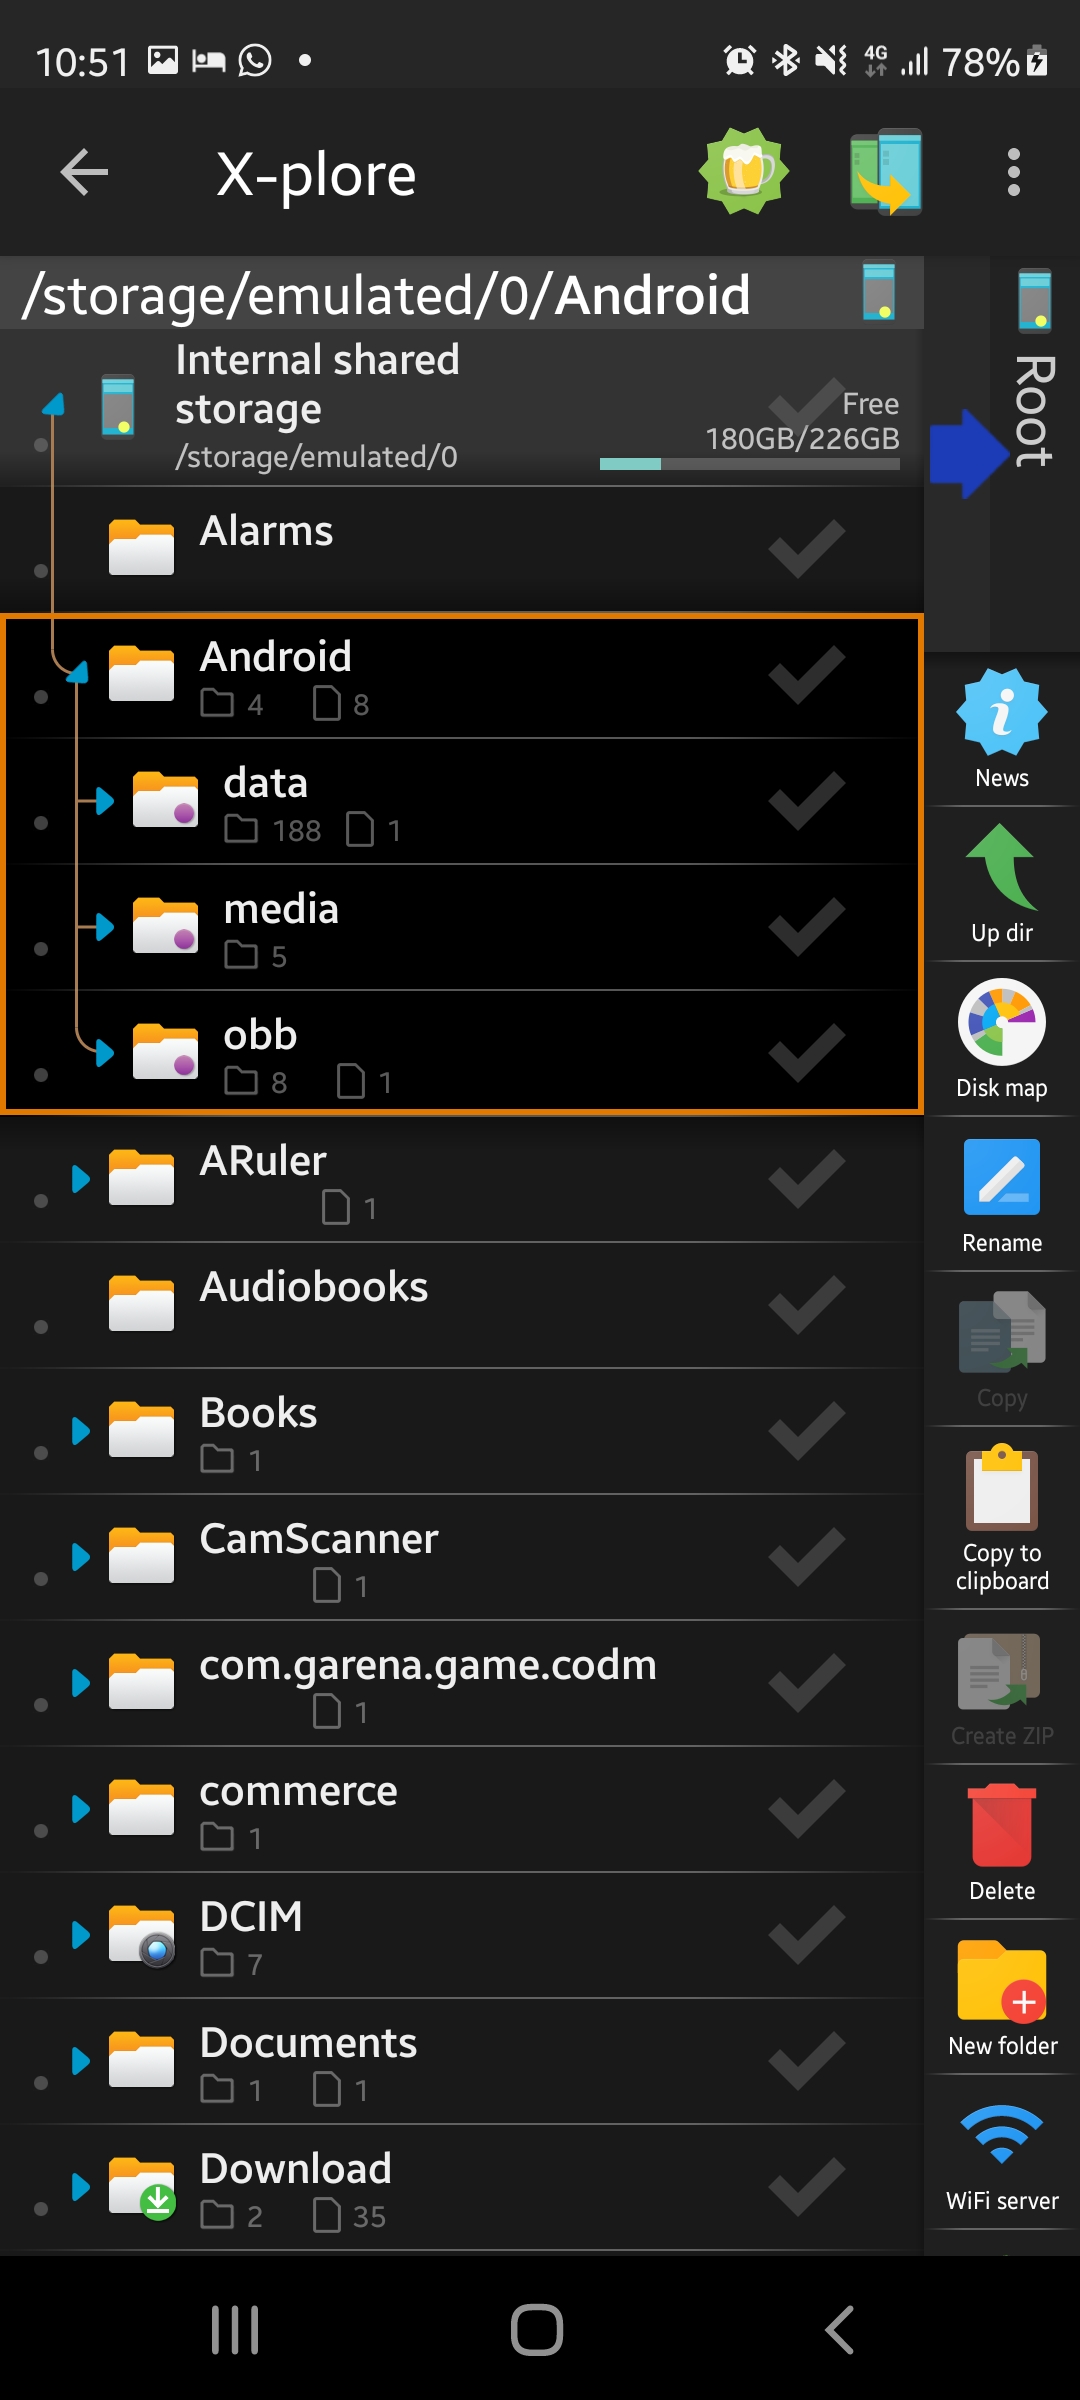 10:51
4G
78%
X-plore
/storage/emulated/0/Android
Root
Internal shared
storage
/storage/emulated/0
Free
180GB/226GB
Alarms
Android
4 8
data
188 1
media
5
obb
8 1
ARuler
1
Audiobooks
Books
1
CamScanner
1
com.garena.game.codm
1
commerce
1
DCIM
7
Documents
1 1
Download
2 35
News
Up dir
Disk map
Rename
Copy
Copy to
clipboard
Create ZIP
Delete
New folder
WiFi server